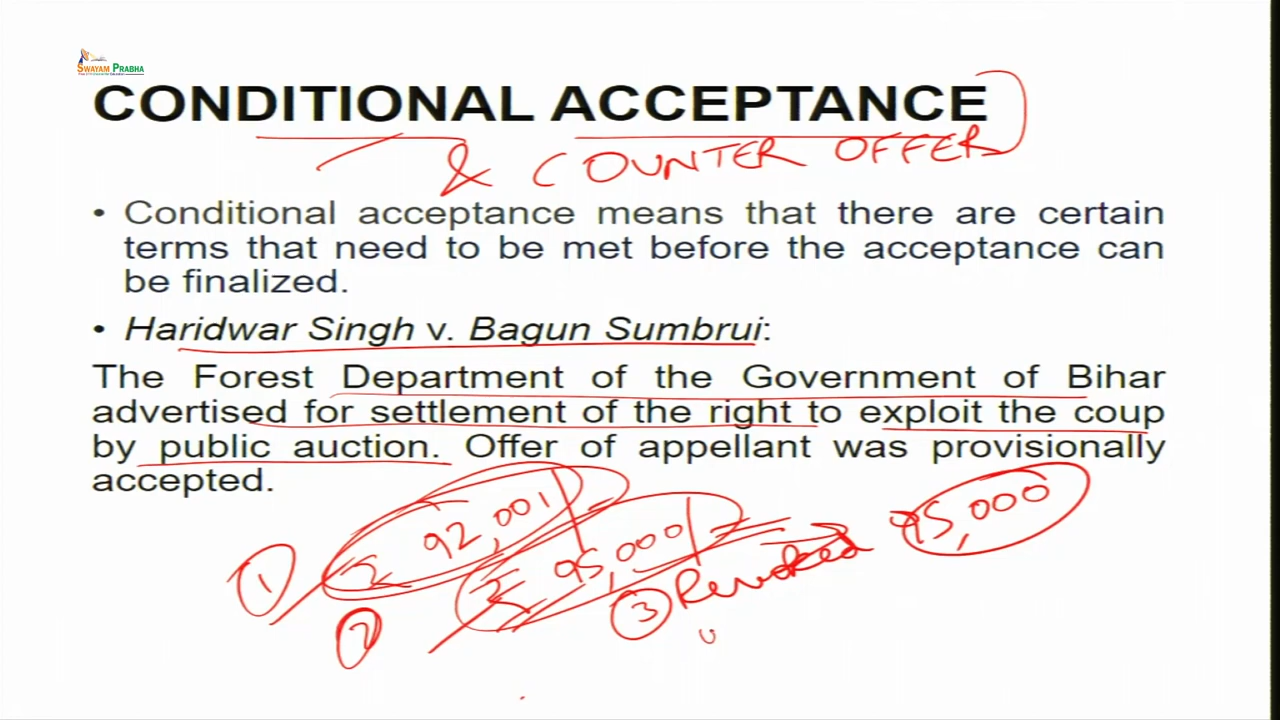 SWAYAM PRABHA
CONDITIONAL ACCEPTANCE
& COUNTER OFFER
• Conditional acceptance means that there are certain
terms that need to be met before the acceptance can
be finalized.
• Haridwar Singh v. Bagun Sumbrui:
The Forest Department of the Government of Bihar
advertised for settlement of the right to exploit the coup
by public auction. Offer of appellant was provisionally
accepted.
① ₹ 92,001
② ₹ 95,000
③ Revoked → 95,000